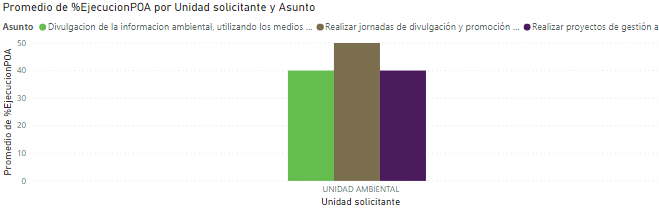 Promedio de %EjecucionPOA por Unidad solicitante y Asunto
Asunto Divulgacion de la informacion ambiental, utilizando los medios ... Realizar jornadas de divulgación y promoción ... Realizar proyectos de gestión a
50
40
30
20
10
0
Promedio de %EjecucionPOA
UNIDAD AMBIENTAL
Unidad solicitante